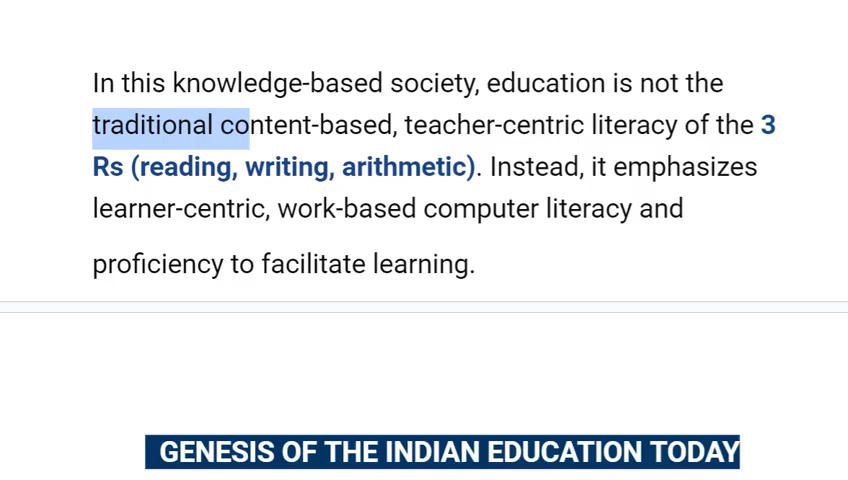 In this knowledge-based society, education is not the
traditional content-based, teacher-centric literacy of the 3
Rs (reading, writing, arithmetic). Instead, it emphasizes
learner-centric, work-based computer literacy and
proficiency to facilitate learning.
GENESIS OF THE INDIAN EDUCATION TODAY